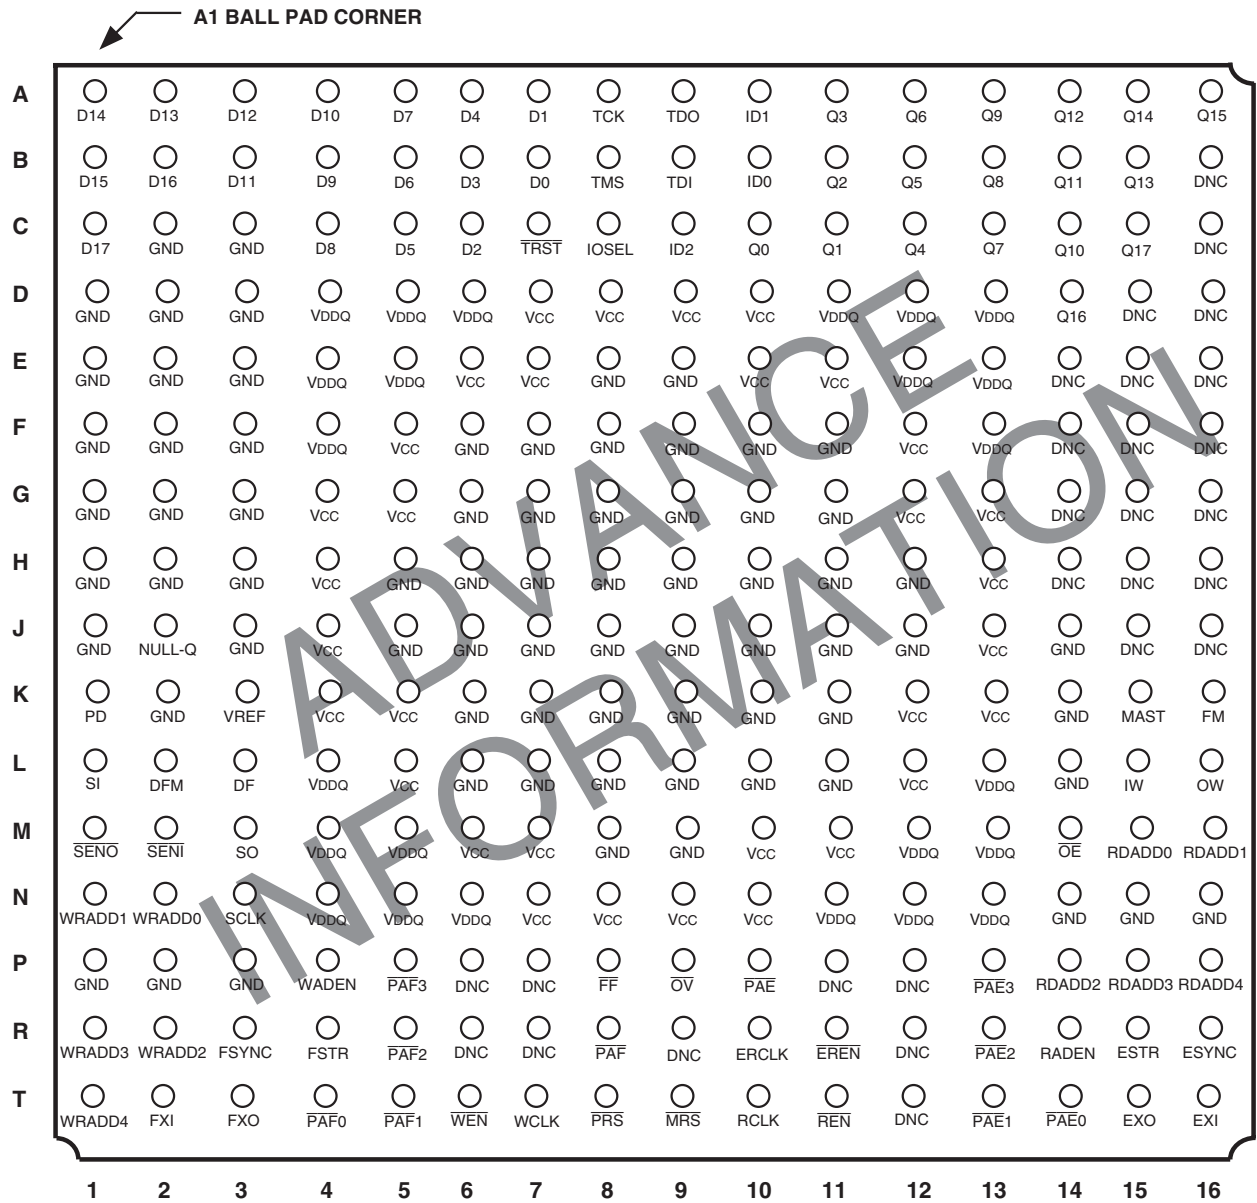 A1 BALL PAD CORNER
A
D14 D13 D12 D10 D7 D4 D1 TCK TDO ID1 Q3 Q6 Q9 Q12 Q14 Q15
B
D15 D16 D11 D9 D6 D3 D0 TMS TDI ID0 Q2 Q5 Q8 Q11 Q13 DNC
C
D17 GND GND D8 D5 D2 TRST IOSEL ID2 Q0 Q1 Q4 Q7 Q10 Q17 DNC
D
GND GND GND VDDQ VDDQ VDDQ VCC VCC VCC VCC VDDQ VDDQ VDDQ Q16 DNC DNC
E
GND GND GND VDDQ VDDQ VCC VCC GND GND VCC VCC VDDQ VDDQ DNC DNC DNC
F
GND GND GND VDDQ VCC GND GND GND GND GND GND VCC VDDQ DNC DNC DNC
G
GND GND GND VCC VCC GND GND GND GND GND GND VCC VCC DNC DNC DNC
H
GND GND GND VCC GND GND GND GND GND GND GND GND VCC DNC DNC DNC
J
GND NULL-Q GND VCC GND GND GND GND GND GND GND GND VCC GND DNC DNC
K
PD GND VREF VCC VCC GND GND GND GND GND GND VCC VCC GND MAST FM
L
SI DFM DF VDDQ VCC GND GND GND GND GND GND VCC VDDQ GND IW OW
M
SENO SENI SO VDDQ VDDQ VCC VCC GND GND VCC VCC VDDQ VDDQ OE RDADD0 RDADD1
N
WRADD1 WRADD0 SCLK VDDQ VDDQ VDDQ VCC VCC VCC VCC VDDQ VDDQ VDDQ GND GND GND
P
GND GND GND WADEN PAF3 DNC DNC FF OV PAE DNC DNC PAE3 RDADD2 RDADD3 RDADD4
R
WRADD3 WRADD2 FSYNC FSTR PAF2 DNC DNC PAF DNC ERCLK EREN DNC PAE2 RADEN ESTR ESYNC
T
WRADD4 FXI FXO PAF0 PAF1 WEN WCLK PRS MRS RCLK REN DNC PAE1 PAE0 EXO EXI
1 2 3 4 5 6 7 8 9 10 11 12 13 14 15 16
ADVANCE
INFORMATION